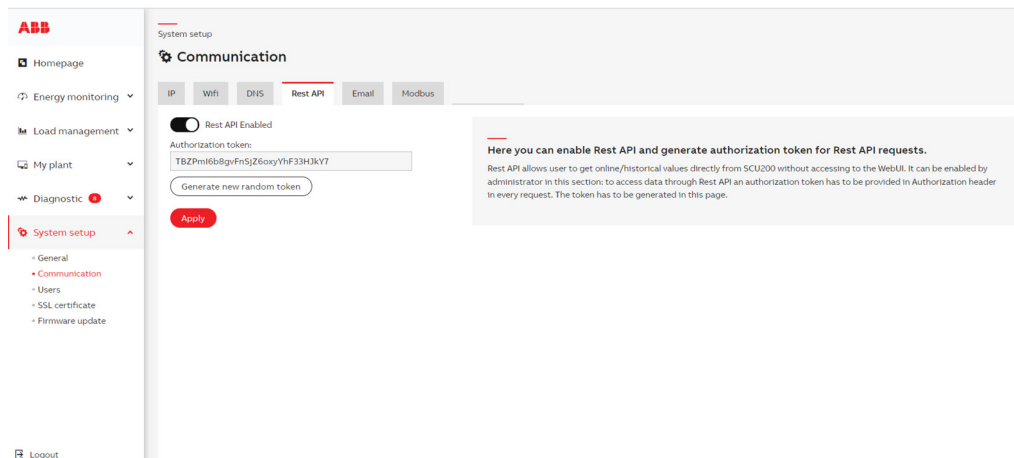 ABB
Homepage
Energy monitoring
Load management
My plant
Diagnostic 8
System setup
General
Communication
Users
SSL certificate
Firmware update
Logout
System setup
Communication
IP Wifi DNS Rest API Email Modbus
Rest API Enabled
Authorization token:
TBZPmI6b8gvFnSjZ6oxyYhF33HJkY7
Generate new random token
Apply
Here you can enable Rest API and generate authorization token for Rest API requests.
Rest API allows user to get online/historical values directly from SCU200 without accessing to the WebUI. It can be enabled by
administrator in this section: to access data through Rest API an authorization token has to be provided in Authorization header
in every request. The token has to be generated in this page.